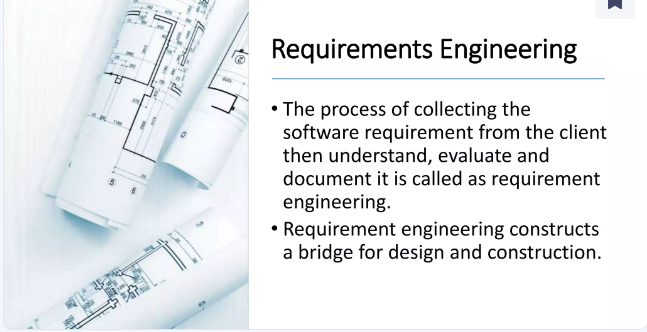 Requirements Engineering
• The process of collecting the
software requirement from the client
then understand, evaluate and
document it is called as requirement
engineering.
• Requirement engineering constructs
a bridge for design and construction.